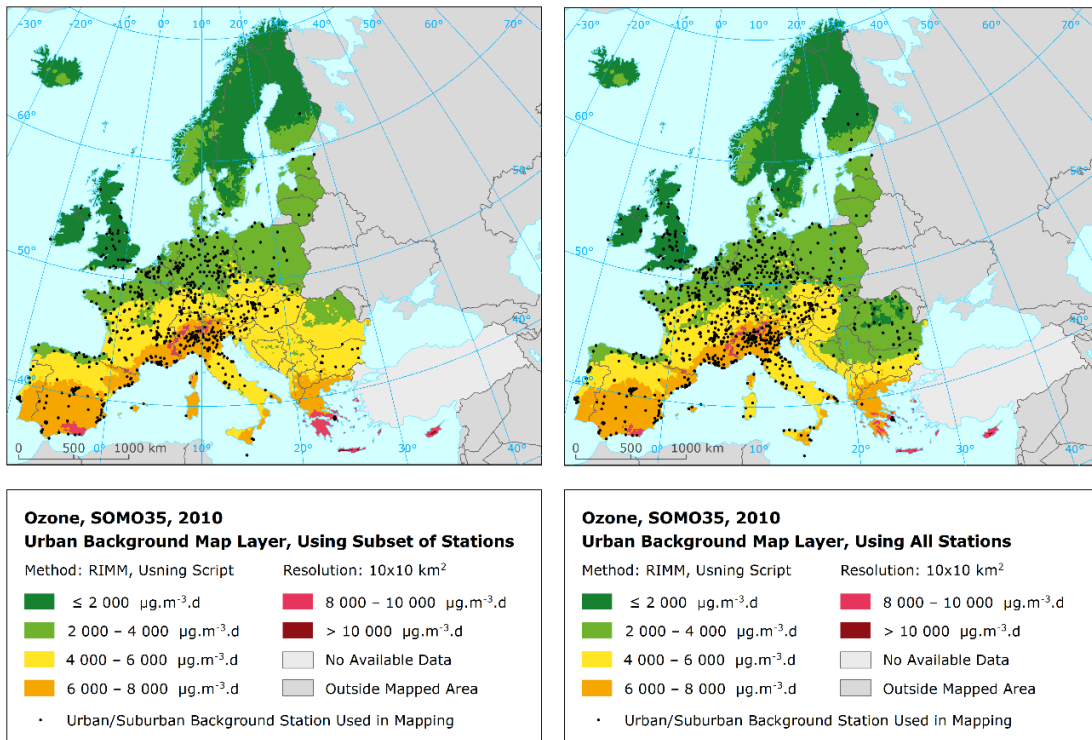 -30° -20° -10° 0° 10° 20° 30° 40° 50° 60° 70°
60°
60°
50°
50°
40°
40°
0 500 1000 km
0° 10° 20° 30° 40°
Ozone, SOMO35, 2010
Urban Background Map Layer, Using Subset of Stations
Method: RIMM, Usning Script Resolution: 10x10 km²
≤ 2 000 µg.m⁻³.d 8 000 – 10 000 µg.m⁻³.d
2 000 – 4 000 µg.m⁻³.d > 10 000 µg.m⁻³.d
4 000 – 6 000 µg.m⁻³.d No Available Data
6 000 – 8 000 µg.m⁻³.d Outside Mapped Area
Urban/Suburban Background Station Used in Mapping
-30° -20° -10° 0° 10° 20° 30° 40° 50° 60° 70°
60°
60°
50°
50°
40°
40°
0 500 1000 km
0° 10° 20° 30° 40°
Ozone, SOMO35, 2010
Urban Background Map Layer, Using All Stations
Method: RIMM, Usning Script Resolution: 10x10 km²
≤ 2 000 µg.m⁻³.d 8 000 – 10 000 µg.m⁻³.d
2 000 – 4 000 µg.m⁻³.d > 10 000 µg.m⁻³.d
4 000 – 6 000 µg.m⁻³.d No Available Data
6 000 – 8 000 µg.m⁻³.d Outside Mapped Area
Urban/Suburban Background Station Used in Mapping